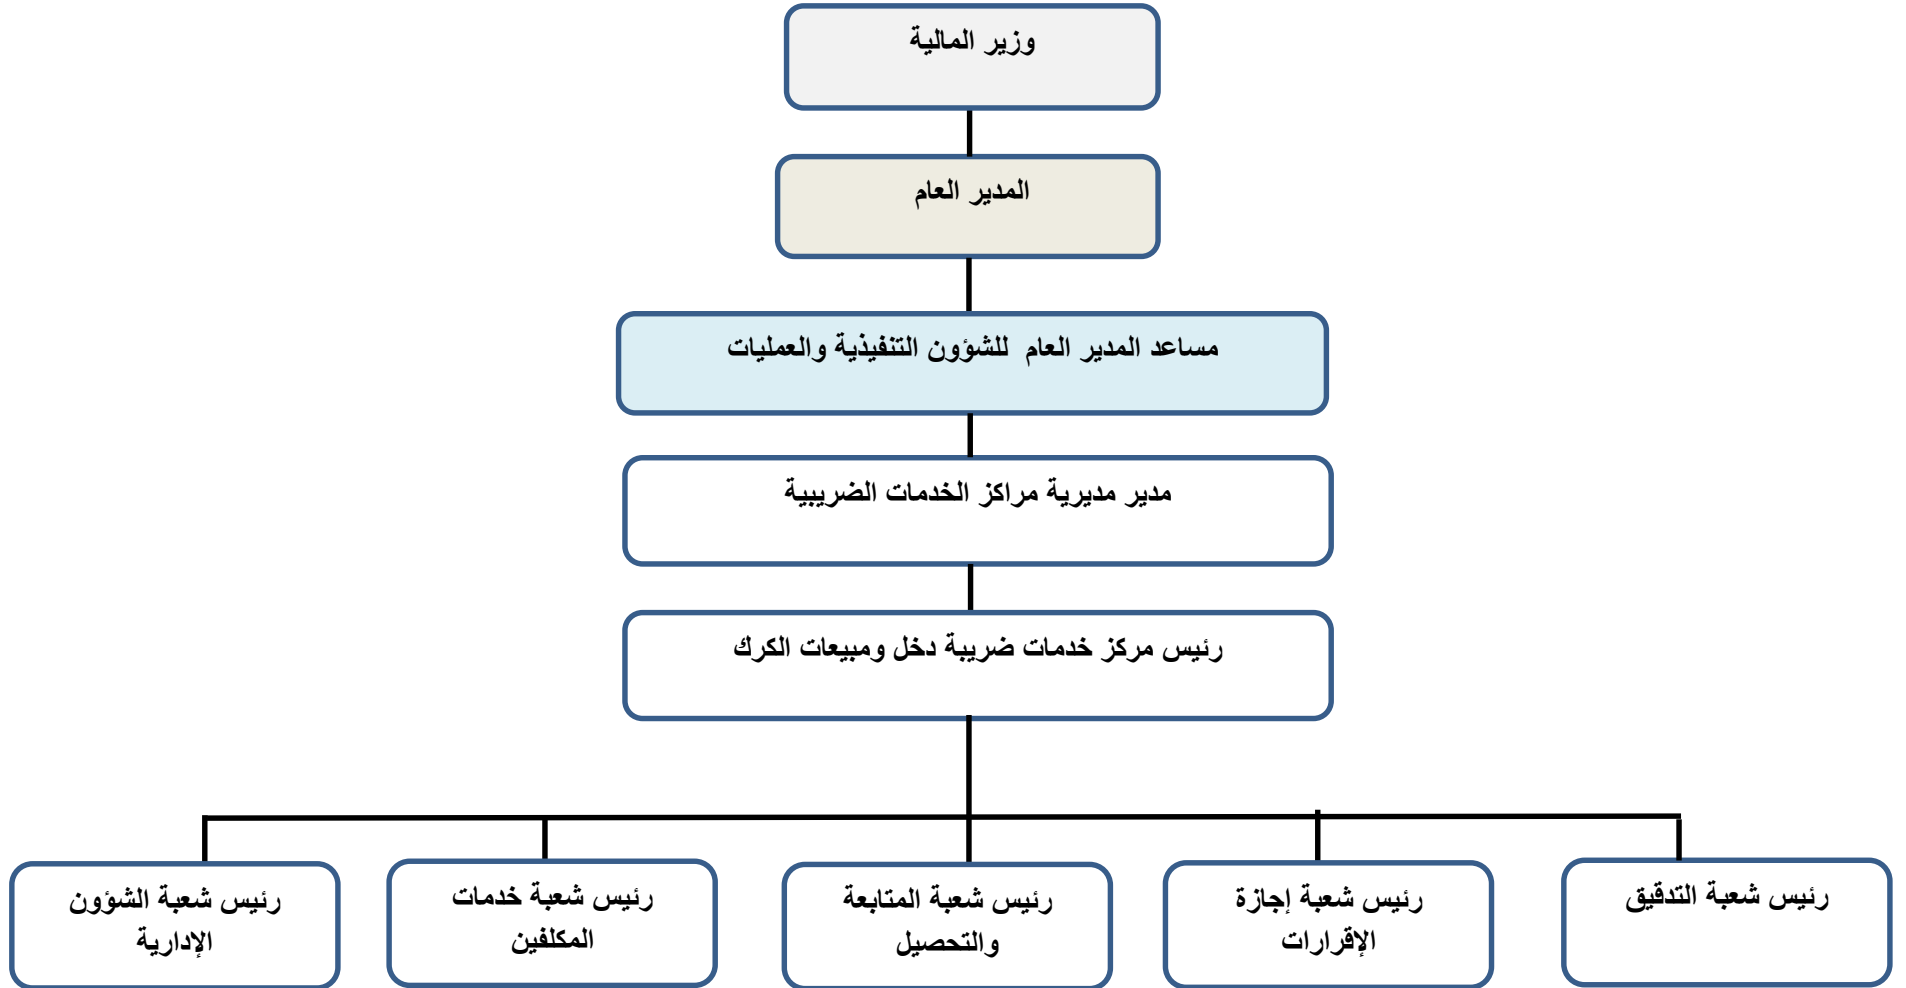 وزير المالية
المدير العام
مساعد المدير العام للشؤون التنفيذية والعمليات
مدير مديرية مراكز الخدمات الضريبية
رئيس مركز خدمات ضريبة دخل ومبيعات الكرك
رئيس شعبة التدقيق
رئيس شعبة إجازة
الإقرارات
رئيس شعبة المتابعة
والتحصيل
رئيس شعبة خدمات
المكلفين
رئيس شعبة الشؤون
الإدارية